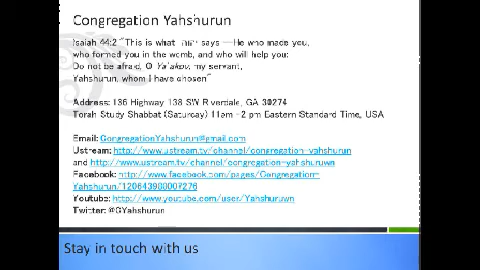 Congregation Yahshurun
Isaiah 44:2 "This is what יהוה says —He who made you,
who formed you in the womb, and who will help you:
Do not be afraid, O Ya'akov, my servant,
Yahshurun, whom I have chosen"
Address: 136 Highway 138 SW Riverdale, GA 30274
Torah Study Shabbat (Saturday) 11am -2 pm Eastern Standard Time, USA
Email: CongregationYahshurun@gmail.com
Ustream: http://www.ustream.tv/channel/congregation-yahshurun
and http://www.ustream.tv/channel/congregation-yahshuruwn
Facebook: http://www.facebook.com/pages/Congregation-
Yahshurun/120643980007276
Youtube: http://www.youtube.com/user/Yahshuruwn
Twitter: @CYahshurun
Stay in touch with us